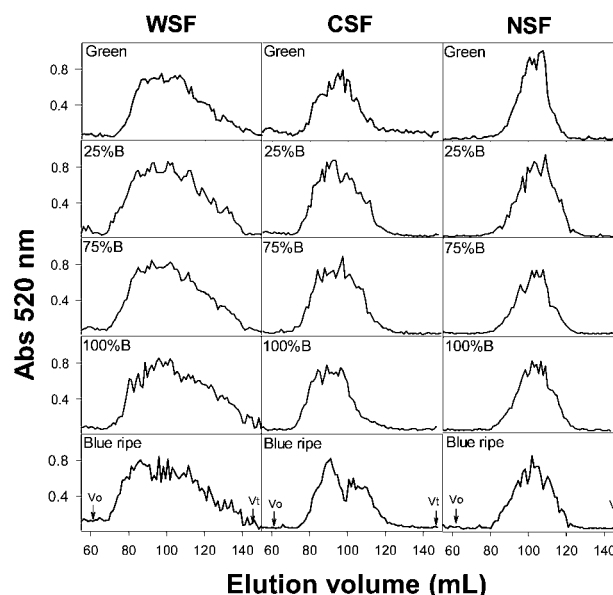 WSF CSF NSF
Green Green Green
0.8
0.4
25%B 25%B 25%B
0.8
0.4
75%B 75%B 75%B
0.8
0.4
100%B 100%B 100%B
0.8
0.4
Blue ripe Blue ripe Blue ripe
0.8
0.4
Vo Vt Vo Vt Vo
60 80 100 120 140 60 80 100 120 140 60 80 100 120 140
Abs 520 nm
Elution volume (mL)